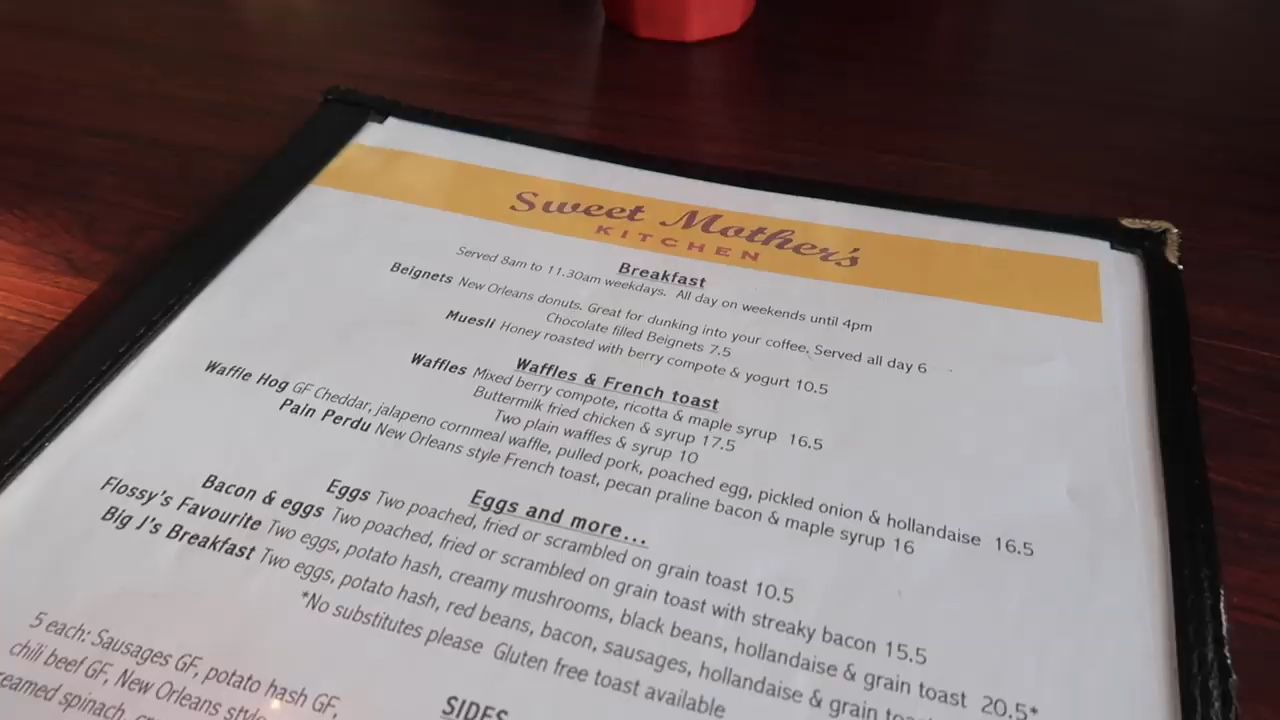 Sweet Mother's
KITCHEN
Breakfast
Served 8am to 11.30am weekdays. All day on weekends until 4pm
Beignets New Orleans donuts. Great for dunking into your coffee. Served all day 6
Chocolate filled Beignets 7.5
Muesli Honey roasted with berry compote & yogurt 10.5
Waffles & French toast
Waffles Mixed berry compote, ricotta & maple syrup 16.5
Buttermilk fried chicken & syrup 17.5
Two plain waffles & syrup 10
Waffle Hog GF Cheddar, jalapeno cornmeal waffle, pulled pork, poached egg, pickled onion & hollandaise 16.5
Pain Perdu New Orleans style French toast, pecan praline bacon & maple syrup 16
Eggs and more...
Eggs Two poached, fried or scrambled on grain toast 10.5
Bacon & eggs Two poached, fried or scrambled on grain toast with streaky bacon 15.5
Flossy's Favourite Two eggs, potato hash, creamy mushrooms, black beans, hollandaise & grain toast 20.5*
Big J's Breakfast Two eggs, potato hash, red beans, bacon, sausages, hollandaise & grain
*No substitutes please Gluten free toast available
SIDES
5 each: Sausages GF, potato hash GF,
chili beef GF, New Orleans style
spinach,